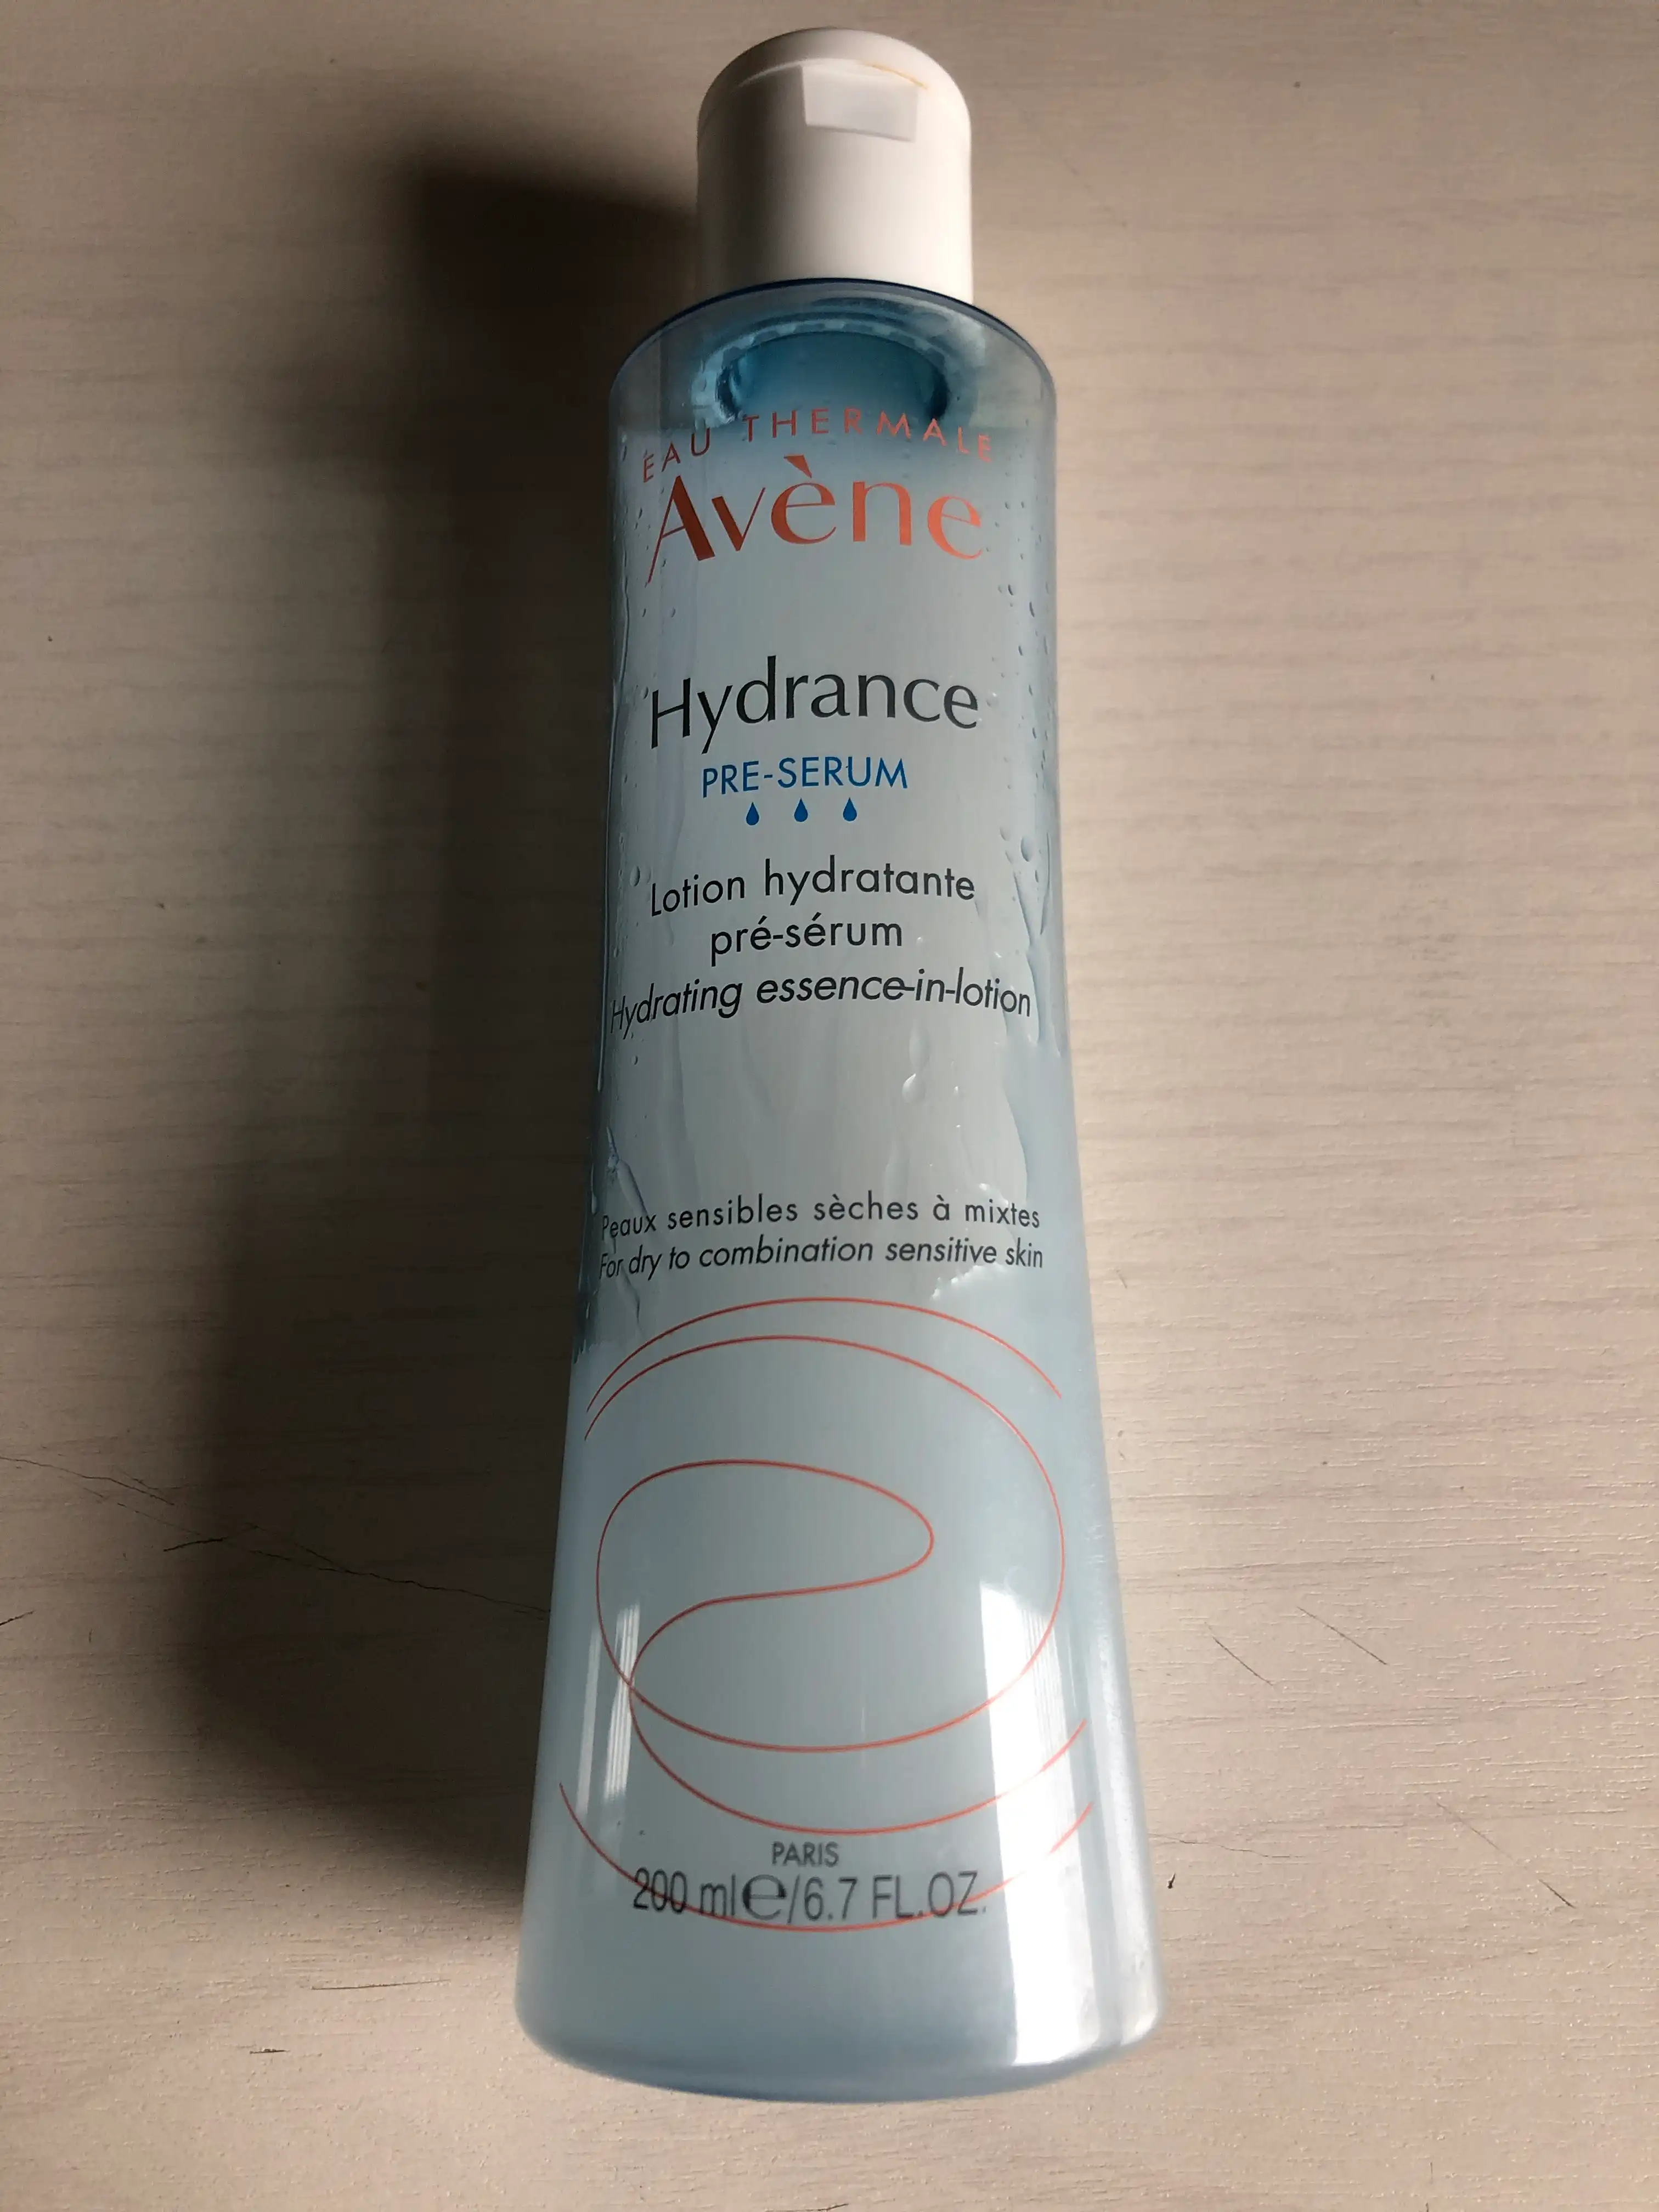 EAU THERMALE
Avène
Hydrance
PRE-SERUM
Lotion hydratante
pré-sérum
Hydrating essence-in-lotion
Peaux sensibles sèches à mixtes
For dry to combination sensitive skin
PARIS
200 ml e/6.7 FL.OZ.